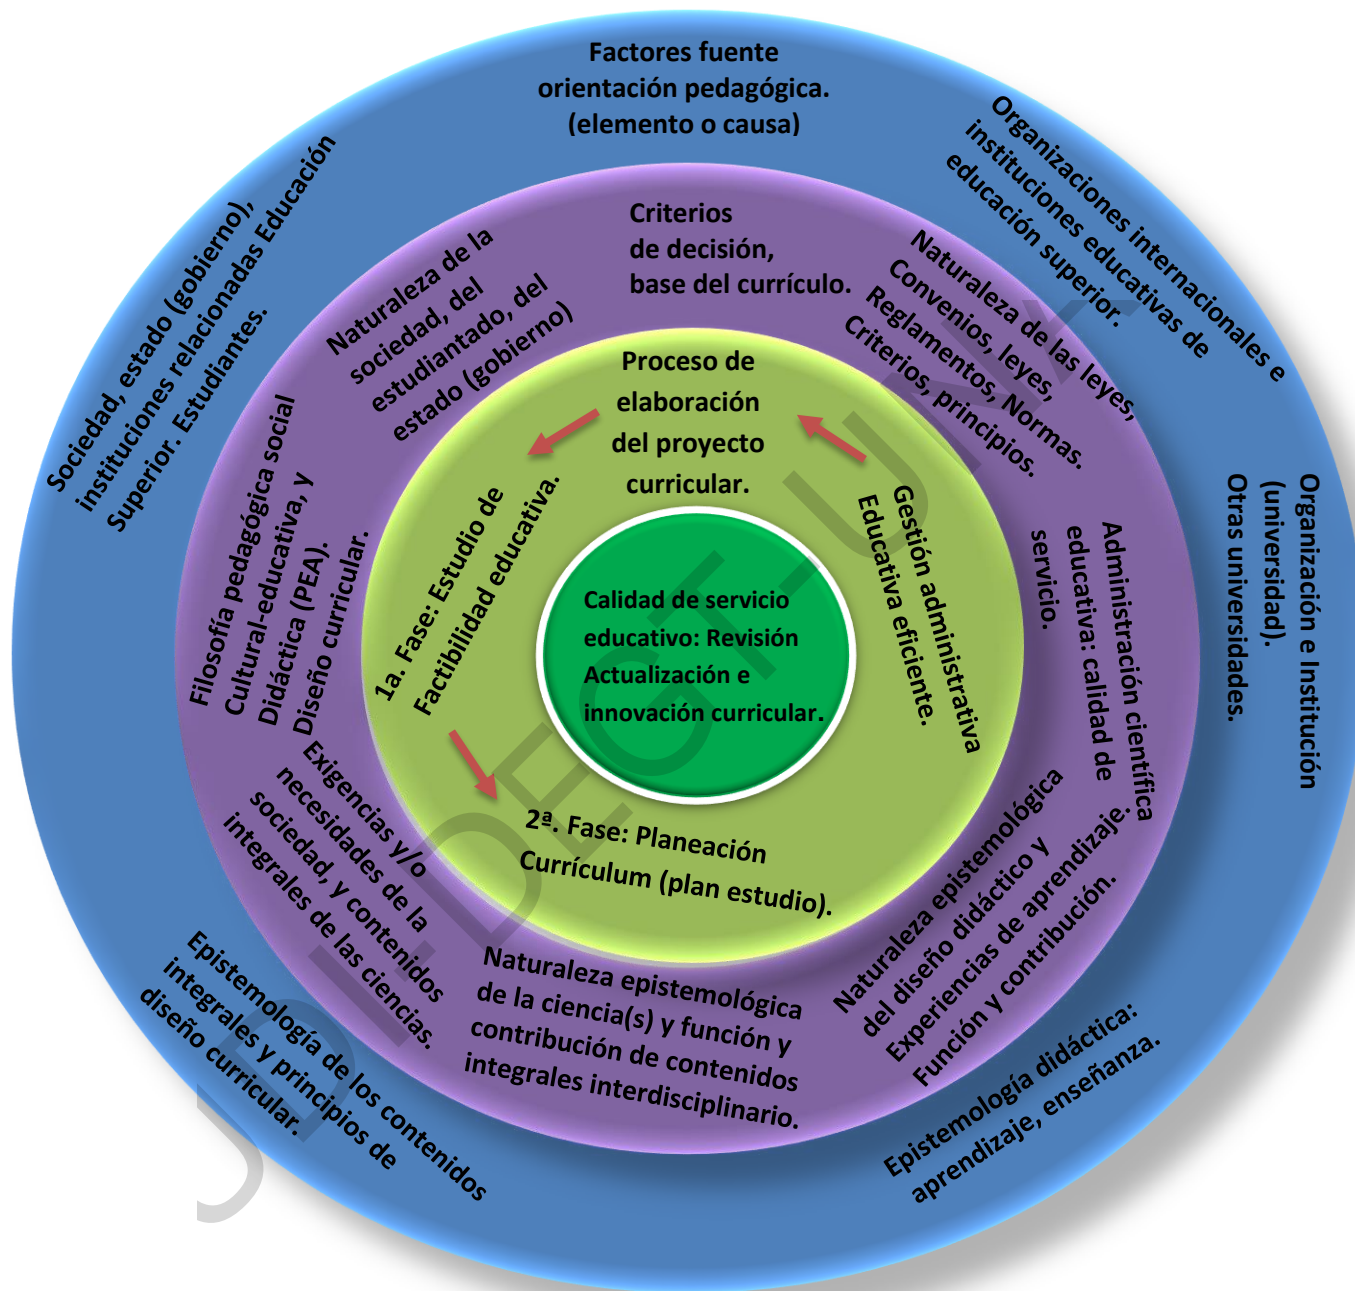 Factores fuente
orientación pedagógica.
(elemento o causa)
Organizaciones internacionales e
instituciones educativas de
educación superior.
Organización e Institución
(universidad).
Otras universidades.
Epistemología didáctica:
aprendizaje, enseñanza.
Epistemología de los contenidos
integrales y principios de
diseño curricular.
Sociedad, estado (gobierno),
instituciones relacionadas Educación
Superior. Estudiantes.
Criterios
de decisión,
base del currículo.
Naturaleza de las leyes,
Convenios, leyes,
Reglamentos, Normas.
Criterios, principios.
Administración científica
educativa: calidad de
servicio.
Naturaleza epistemológica
del diseño didáctico y
Experiencias de aprendizaje.
Función y contribución.
Naturaleza epistemológica
de la ciencia(s) y función y
contribución de contenidos
integrales interdisciplinario.
Exigencias y/o
necesidades de la
sociedad, y contenidos
integrales de las ciencias.
Filosofía pedagógica social
Cultural-educativa, y
Didáctica (PEA).
Diseño curricular.
Naturaleza de la
sociedad, del
estudiantado, del
estado (gobierno)
Proceso de
elaboración
del proyecto
curricular.
1a. Fase: Estudio de
Factibilidad educativa.
2ª. Fase: Planeación
Currículum (plan estudio).
Gestión administrativa
Educativa eficiente.
Calidad de servicio
educativo: Revisión
Actualización e
innovación curricular.